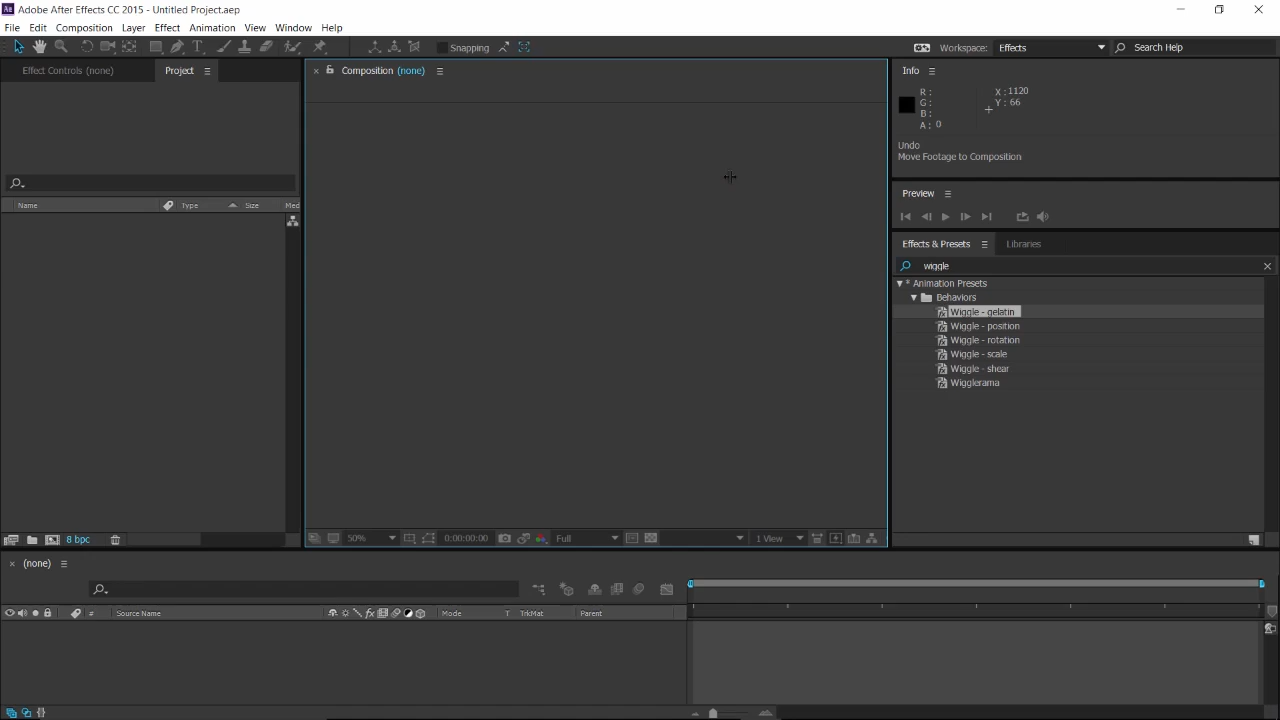 Ae Adobe After Effects CC 2015 - Untitled Project.aep
File Edit Composition Layer Effect Animation View Window Help
Snapping Workspace: Effects Search Help
Effect Controls (none) Project
Composition (none)
Info
R :
G :
B :
A : 0
X : 1120
Y : 66
Undo
Move Footage to Composition
Preview
Effects & Presets Libraries
wiggle
Animation Presets
Behaviors
Wiggle - gelatin
Wiggle - position
Wiggle - rotation
Wiggle - scale
Wiggle - shear
Wigglerama
Name Type Size Med
8 bpc
50% 0:00:00:00 Full 1 View
(none)
# Source Name fx Mode T TrkMat Parent